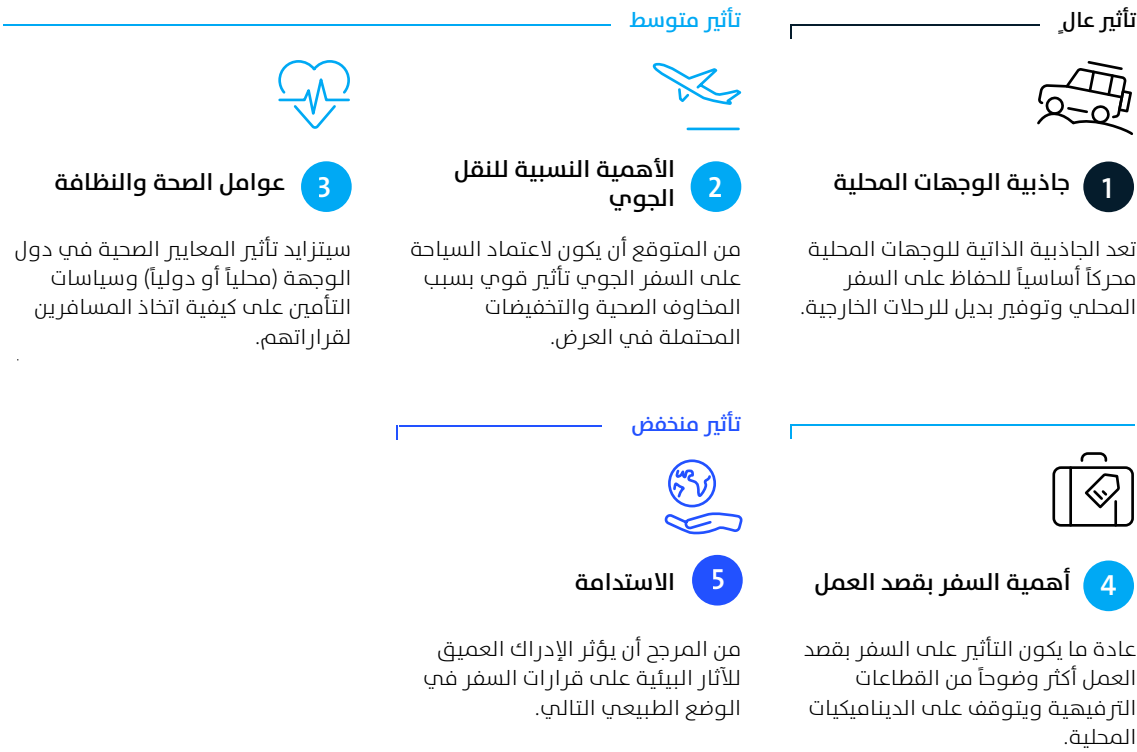 تأثير عالٍ
1
جاذبية الوجهات المحلية
تعد الجاذبية الذاتية للوجهات المحلية
محركاً أساسياً للحفاظ على السفر
المحلي وتوفير بديل للرحلات الخارجية.
تأثير متوسط
2
الأهمية النسبية للنقل
الجوي
من المتوقع أن يكون لاعتماد السياحة
على السفر الجوي تأثير قوي بسبب
المخاوف الصحية والتخفيضات
المحتملة في العرض.
3
عوامل الصحة والنظافة
سيتزايد تأثير المعايير الصحية في دول
الوجهة (محلياً أو دولياً) وسياسات
التأمين على كيفية اتخاذ المسافرين
لقراراتهم.
4
أهمية السفر بقصد العمل
عادة ما يكون التأثير على السفر بقصد
العمل أكثر وضوحاً من القطاعات
الترفيهية ويتوقف على الديناميكيات
المحلية.
تأثير منخفض
5
الاستدامة
من المرجح أن يؤثر الإدراك العميق
للآثار البيئية على قرارات السفر في
الوضع الطبيعي التالي.